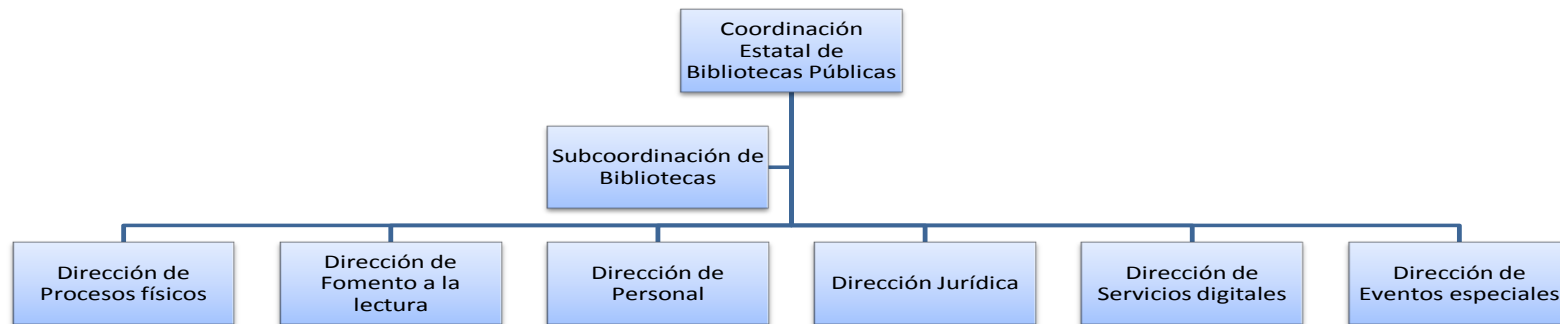 Coordinación
Estatal de
Bibliotecas Públicas
Subcoordinación de
Bibliotecas
Dirección de
Procesos físicos
Dirección de
Fomento a la
lectura
Dirección de
Personal
Dirección Jurídica
Dirección de
Servicios digitales
Dirección de
Eventos especiales